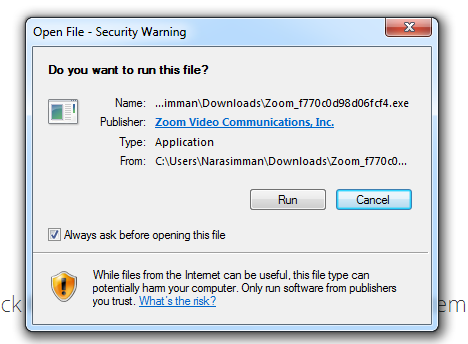 Open File - Security Warning
Do you want to run this file?
Name: ...imman\Downloads\Zoom_f770c0d98d06fcf4.exe
Publisher: Zoom Video Communications, Inc.
Type: Application
From: C:\Users\Narasimman\Downloads\Zoom_f770c0...
Run Cancel
Always ask before opening this file
While files from the Internet can be useful, this file type can
potentially harm your computer. Only run software from publishers
you trust. What's the risk?
ck em